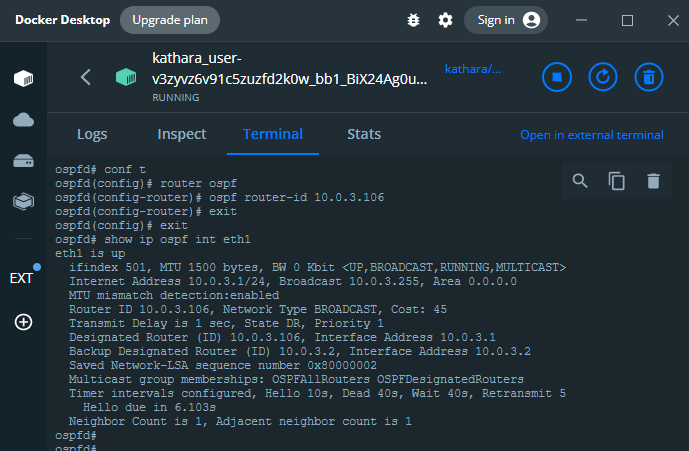 Docker Desktop
Upgrade plan
Sign in
kathara_user-
v3zyvz6v91c5zuzfd2k0w_bb1_BiX24Ag0u...
RUNNING
kathara/...
Logs
Inspect
Terminal
Stats
Open in external terminal
EXT
ospfd# conf t
ospfd(config)# router ospf
ospfd(config-router)# ospf router-id 10.0.3.106
ospfd(config-router)# exit
ospfd(config)# exit
ospfd# show ip ospf int eth1
eth1 is up
  ifindex 501, MTU 1500 bytes, BW 0 Kbit <UP,BROADCAST,RUNNING,MULTICAST>
  Internet Address 10.0.3.1/24, Broadcast 10.0.3.255, Area 0.0.0.0
  MTU mismatch detection:enabled
  Router ID 10.0.3.106, Network Type BROADCAST, Cost: 45
  Transmit Delay is 1 sec, State DR, Priority 1
  Designated Router (ID) 10.0.3.106, Interface Address 10.0.3.1
  Backup Designated Router (ID) 10.0.3.2, Interface Address 10.0.3.2
  Saved Network-LSA sequence number 0x80000002
  Multicast group memberships: OSPFAllRouters OSPFDesignatedRouters
  Timer intervals configured, Hello 10s, Dead 40s, Wait 40s, Retransmit 5
    Hello due in 6.103s
  Neighbor Count is 1, Adjacent neighbor count is 1
ospfd#
ospfd#